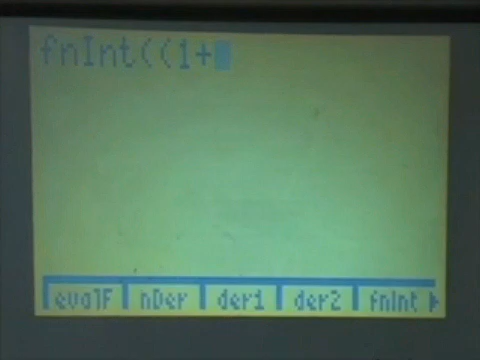 fnInt((1+
evalF nDer der1 der2 fnInt